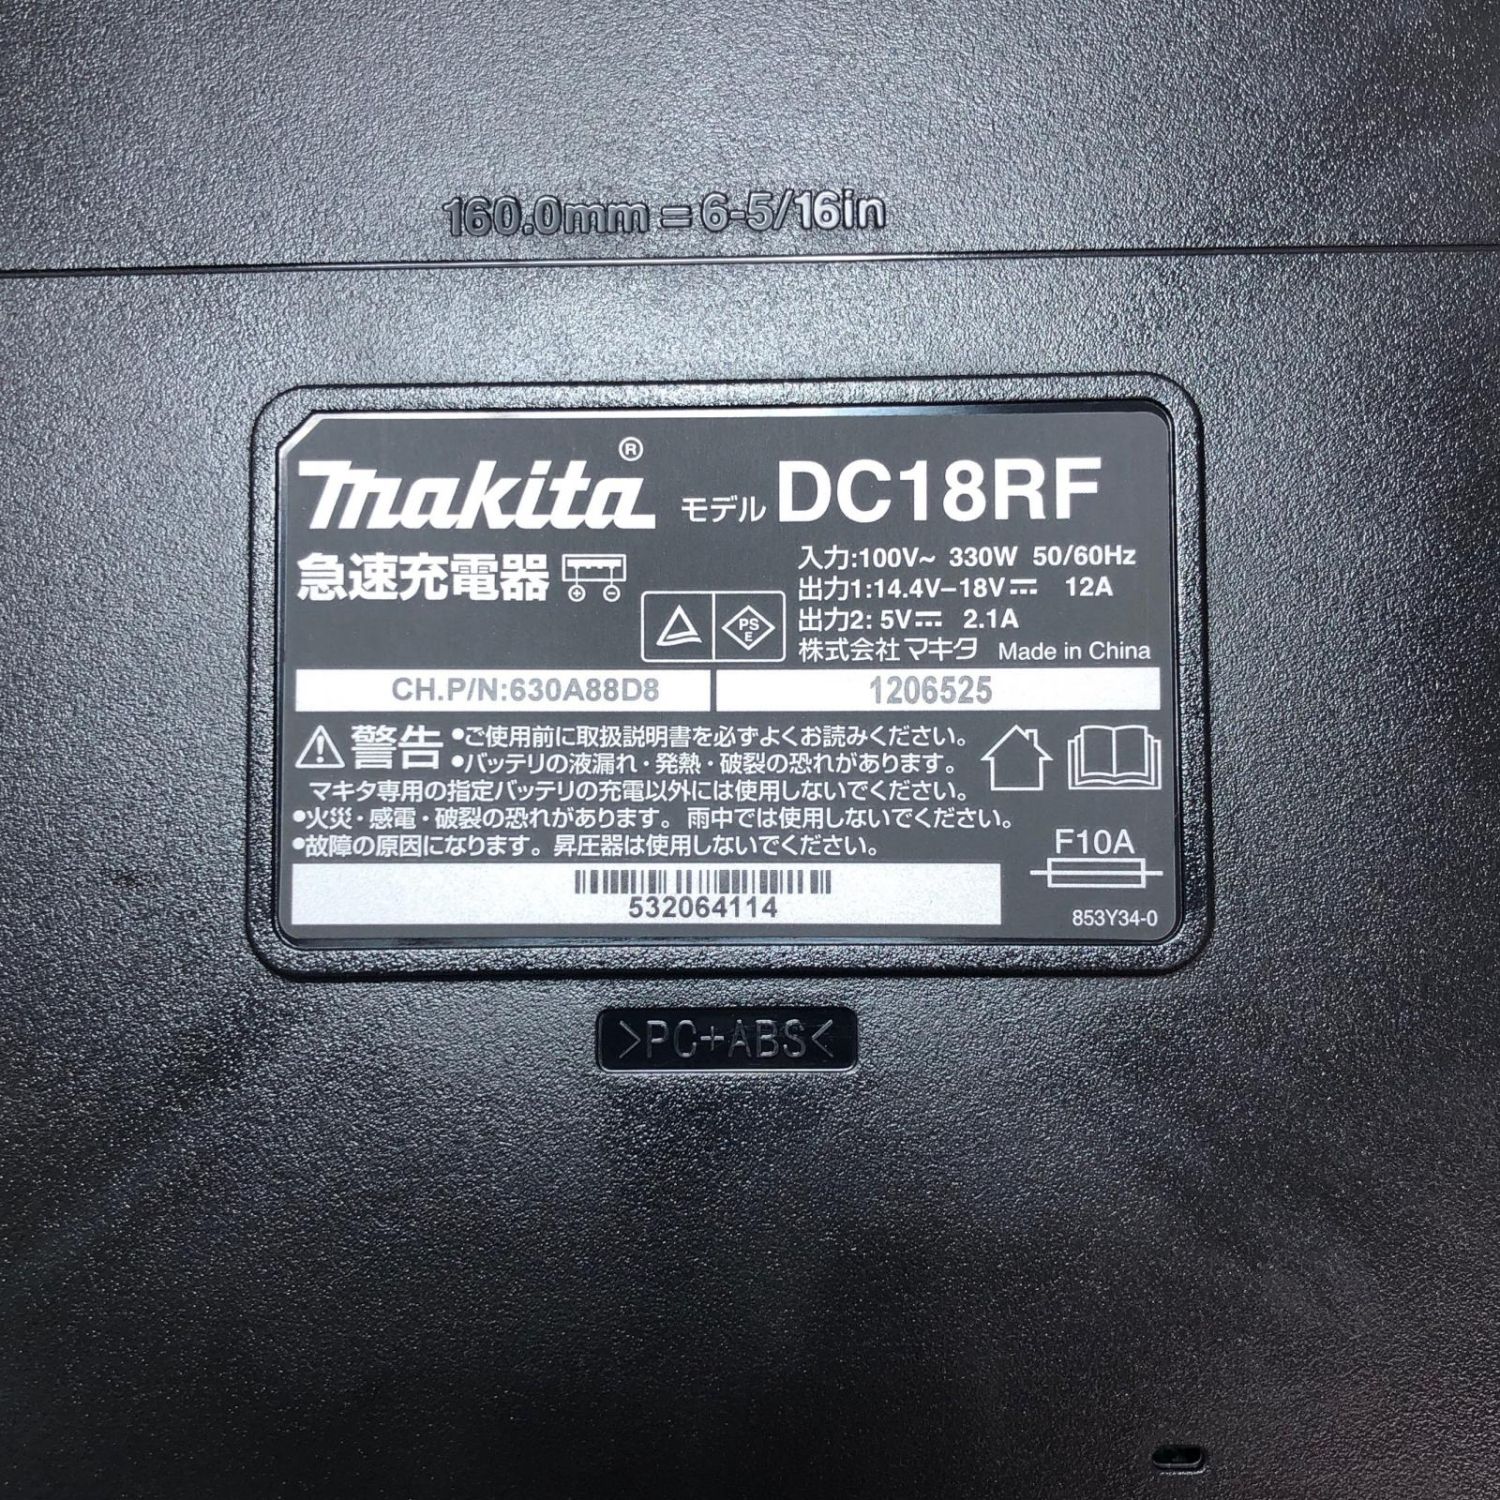 160.0mm = 6-5/16in
makita® モデル DC18RF
急速充電器
入力:100V~ 330W 50/60Hz
出力1:14.4V-18V⎓ 12A
出力2: 5V⎓ 2.1A
PS
E
株式会社 マキタ Made in China
CH.P/N:630A88D8 1206525
警告 •ご使用前に取扱説明書を必ずよくお読みください。
•バッテリの液漏れ・発熱・破裂の恐れがあります。
マキタ専用の指定バッテリの充電以外には使用しないでください。
•火災・感電・破裂の恐れがあります。雨中では使用しないでください。
•故障の原因になります。昇圧器は使用しないでください。
F10A
532064114
853Y34-0
>PC+ABS<